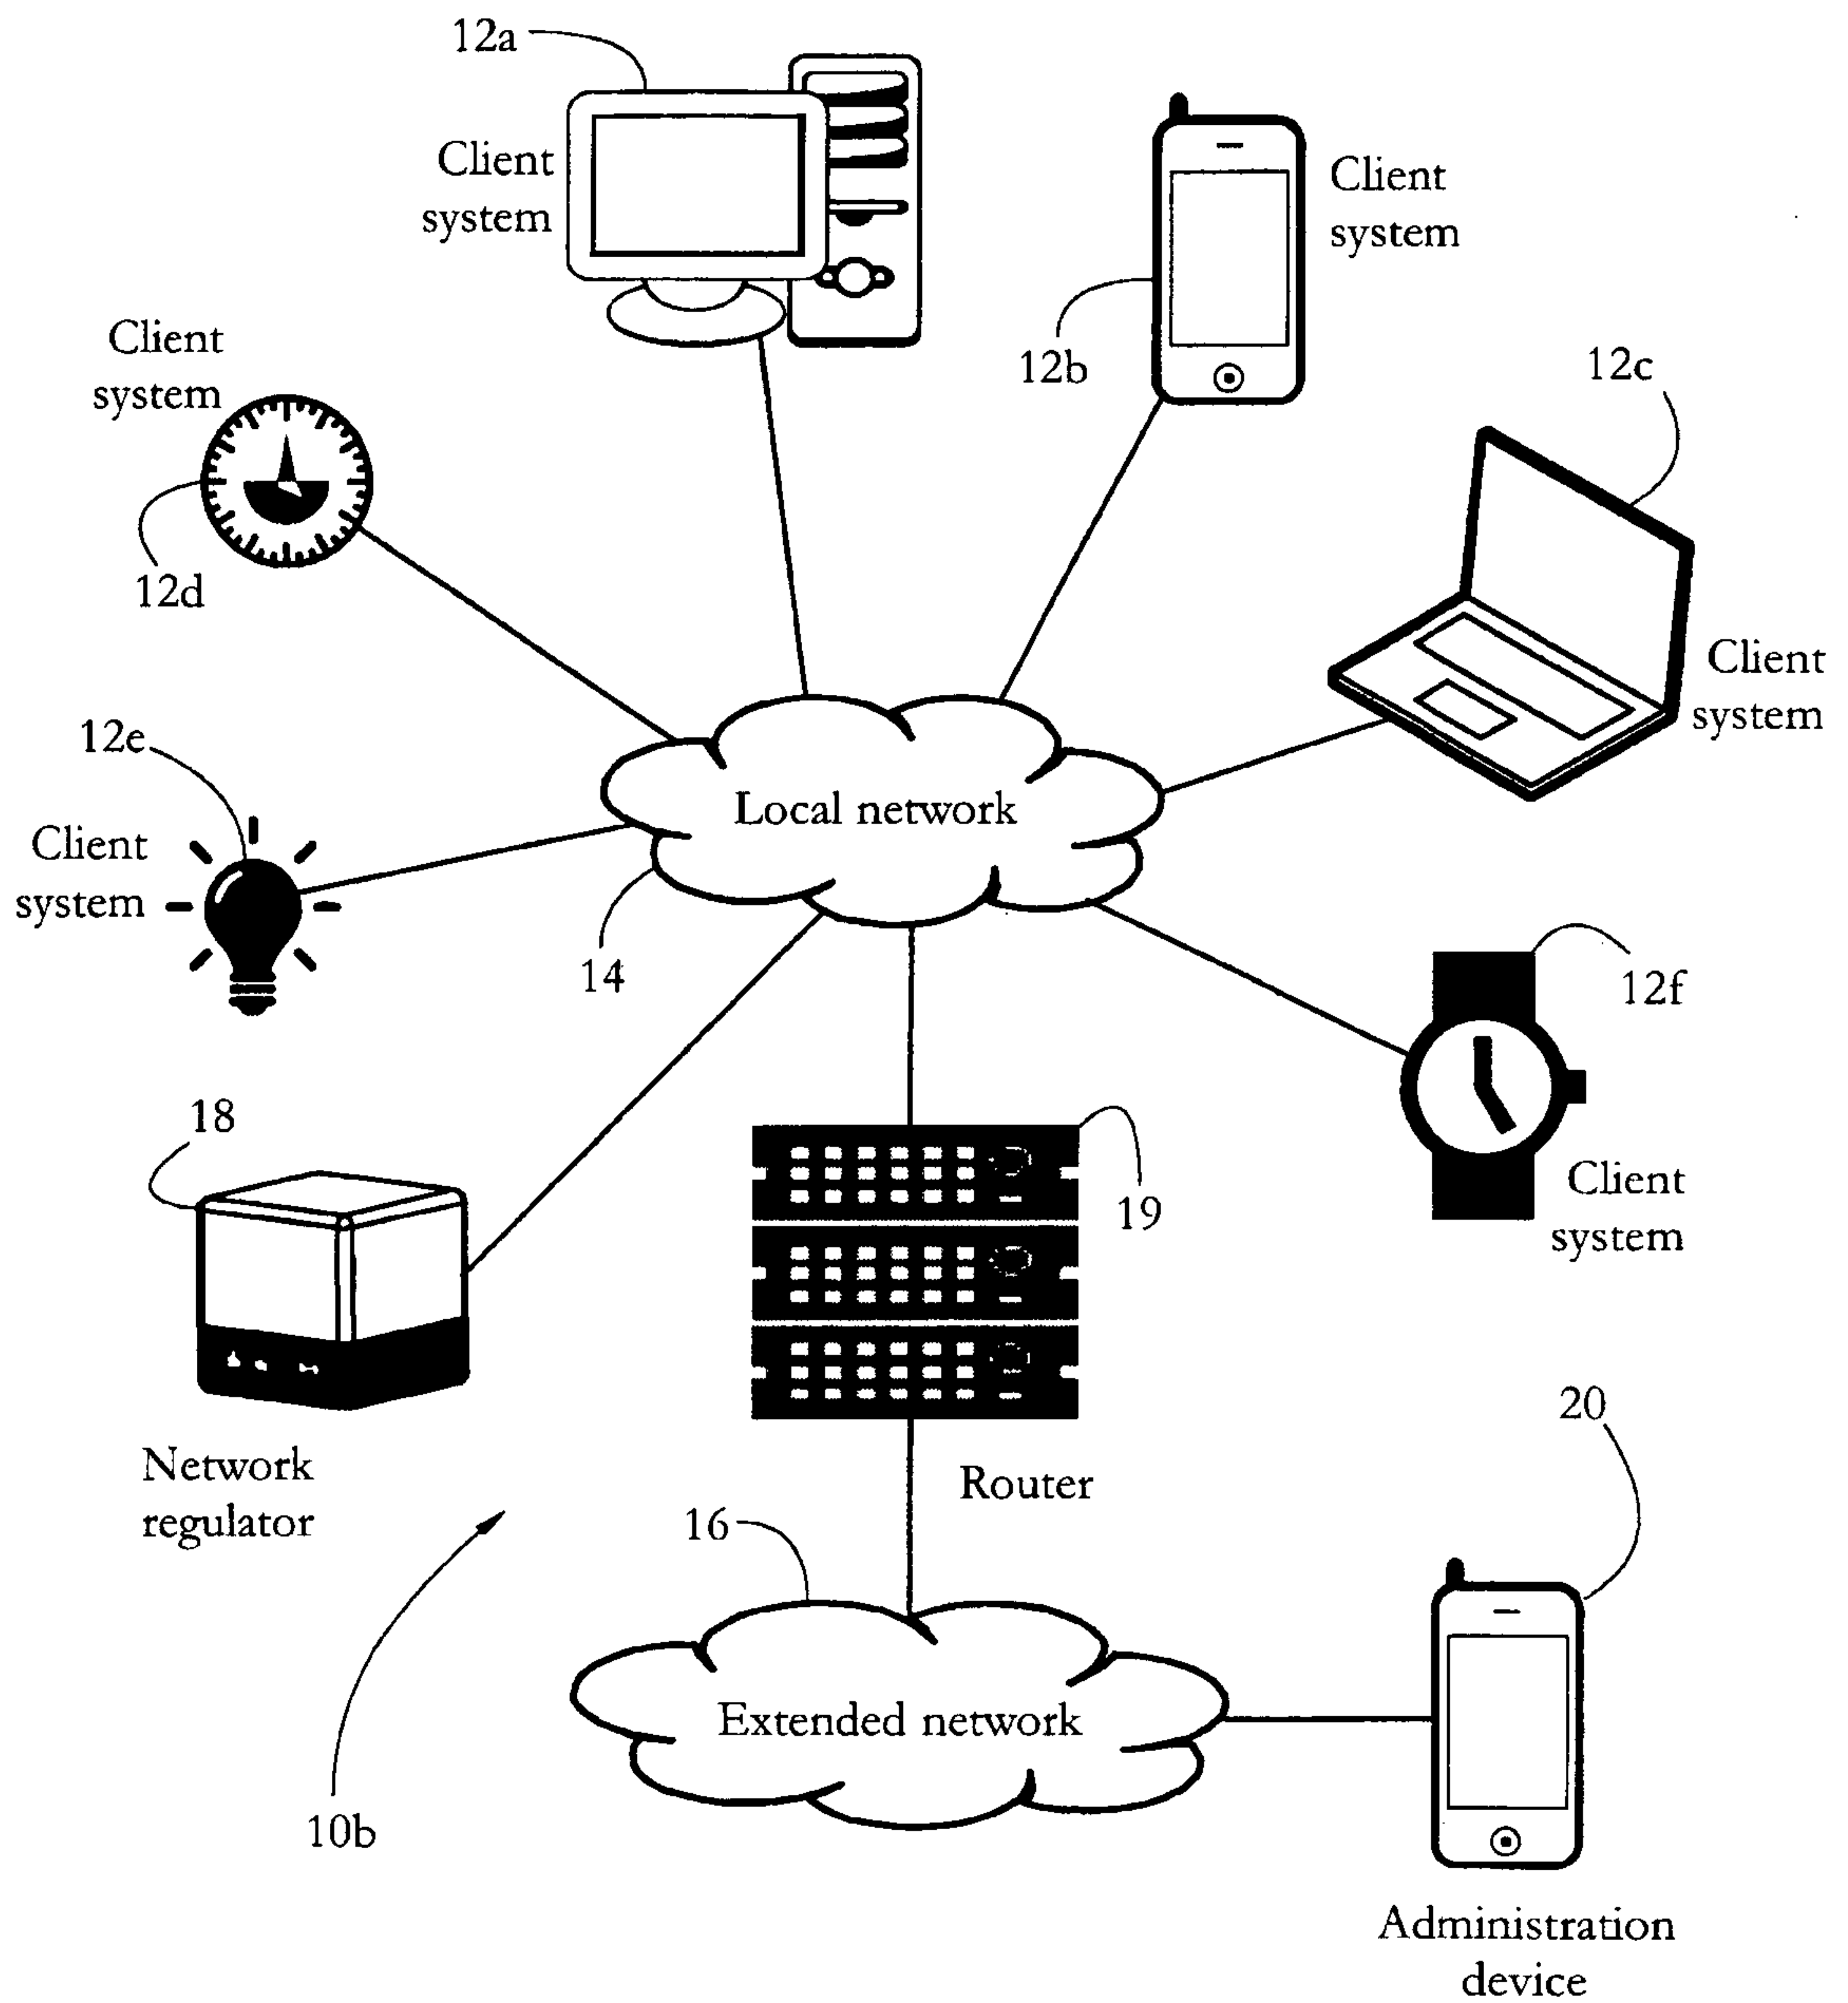 12a
Client
system
Client
system
12b
12c
Client
system
12d
Client
system
12e
Client
system
Local network
14
12f
Client
system
18
19
Network
regulator
Router
20
16
Extended network
10b
Administration
device